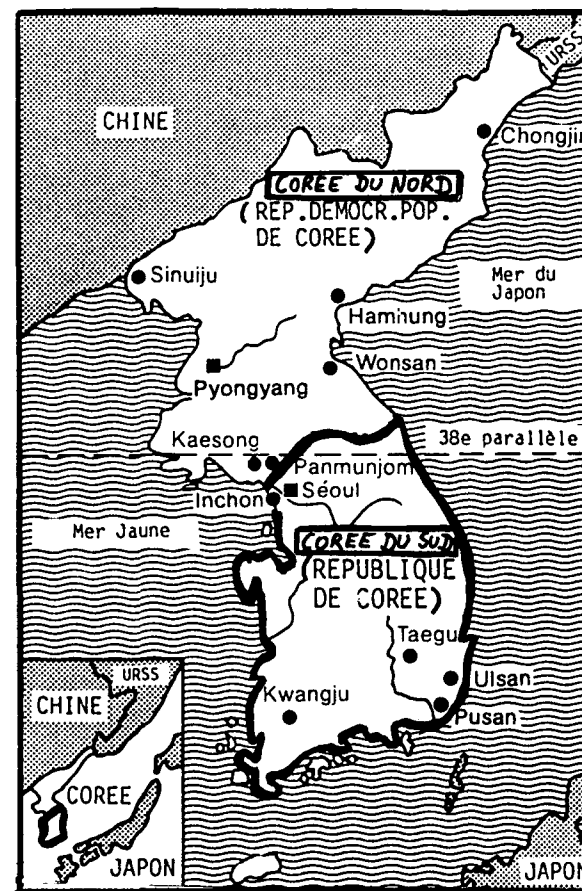 URSS
CHINE
Chongjin
COREE DU NORD
(REP.DEMOCR.POP.
DE COREE)
Sinuiju
Mer du
Japon
Hamhung
Wonsan
Pyongyang
Kaesong
38e parallèle
Panmunjom
Séoul
Inchon
Mer Jaune
COREE DU SUD
(REPUBLIQUE
DE COREE)
Taegu
Ulsan
Kwangju
Pusan
URSS
CHINE
COREE
JAPON
JAPON